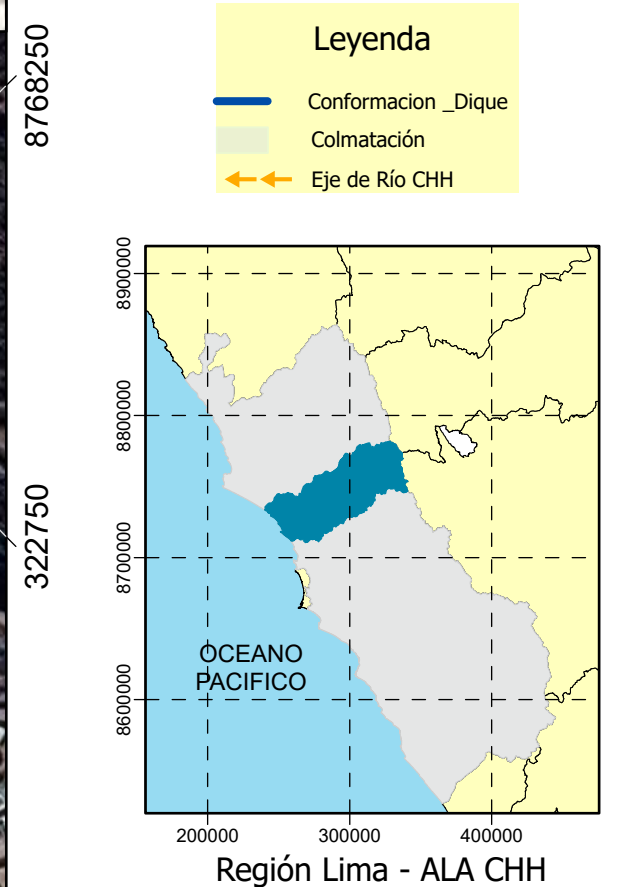 8768250
322750
Leyenda
Conformacion _Dique
Colmatación
Eje de Río CHH
8900000
8800000
8700000
8600000
OCEANO
PACIFICO
200000 300000 400000
Región Lima - ALA CHH